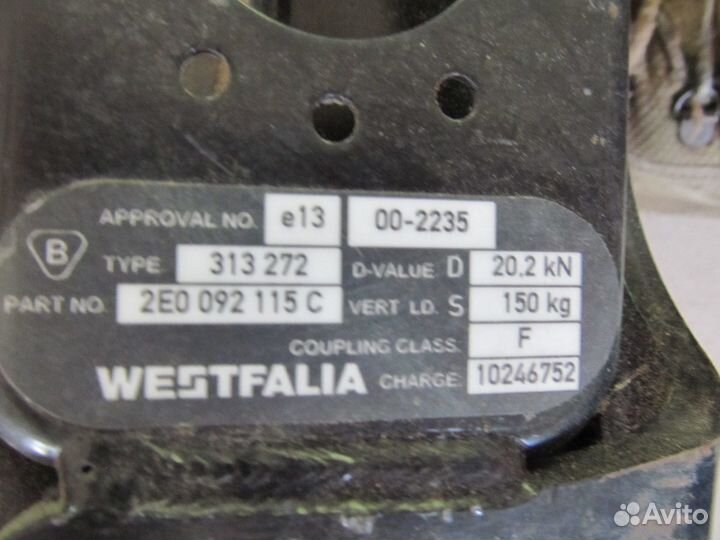 APPROVAL NO. e13 00-2235
B TYPE 313 272 D-VALUE D 20,2 kN
PART NO. 2E0 092 115 C VERT LD. S 150 kg
COUPLING CLASS. F
WESTFALIA CHARGE: 10246752
Avito